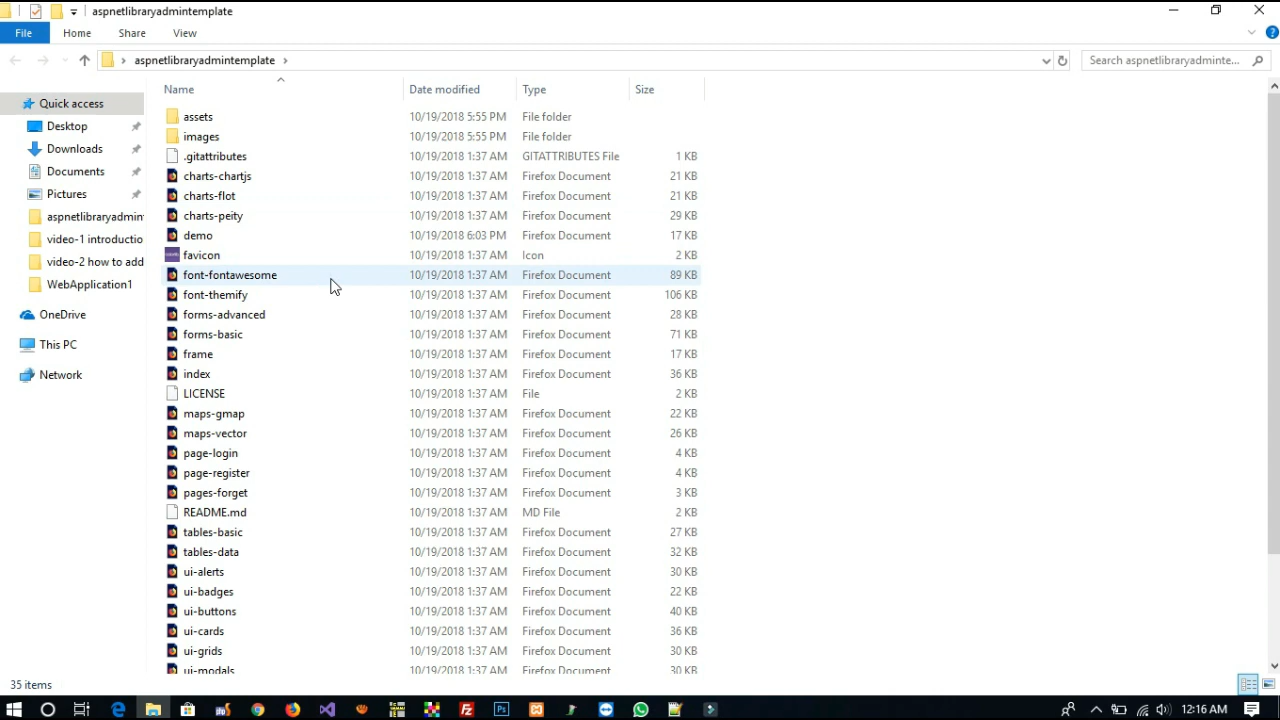 aspnetlibraryadmintemplate
File Home Share View
aspnetlibraryadmintemplate
Search aspnetlibraryadminte...
Name Date modified Type Size
Quick access
Desktop
Downloads
Documents
Pictures
aspnetlibraryadmin
video-1 introductio
video-2 how to add
WebApplication1
OneDrive
This PC
Network
assets 10/19/2018 5:55 PM File folder
images 10/19/2018 5:55 PM File folder
.gitattributes 10/19/2018 1:37 AM GITATTRIBUTES File 1 KB
charts-chartjs 10/19/2018 1:37 AM Firefox Document 21 KB
charts-flot 10/19/2018 1:37 AM Firefox Document 21 KB
charts-peity 10/19/2018 1:37 AM Firefox Document 29 KB
demo 10/19/2018 6:03 PM Firefox Document 17 KB
favicon 10/19/2018 1:37 AM Icon 2 KB
font-fontawesome 10/19/2018 1:37 AM Firefox Document 89 KB
font-themify 10/19/2018 1:37 AM Firefox Document 106 KB
forms-advanced 10/19/2018 1:37 AM Firefox Document 28 KB
forms-basic 10/19/2018 1:37 AM Firefox Document 71 KB
frame 10/19/2018 1:37 AM Firefox Document 17 KB
index 10/19/2018 1:37 AM Firefox Document 36 KB
LICENSE 10/19/2018 1:37 AM File 2 KB
maps-gmap 10/19/2018 1:37 AM Firefox Document 22 KB
maps-vector 10/19/2018 1:37 AM Firefox Document 26 KB
page-login 10/19/2018 1:37 AM Firefox Document 4 KB
page-register 10/19/2018 1:37 AM Firefox Document 4 KB
pages-forget 10/19/2018 1:37 AM Firefox Document 3 KB
README.md 10/19/2018 1:37 AM MD File 2 KB
tables-basic 10/19/2018 1:37 AM Firefox Document 27 KB
tables-data 10/19/2018 1:37 AM Firefox Document 32 KB
ui-alerts 10/19/2018 1:37 AM Firefox Document 30 KB
ui-badges 10/19/2018 1:37 AM Firefox Document 22 KB
ui-buttons 10/19/2018 1:37 AM Firefox Document 40 KB
ui-cards 10/19/2018 1:37 AM Firefox Document 36 KB
ui-grids 10/19/2018 1:37 AM Firefox Document 30 KB
ui-modals 10/19/2018 1:37 AM Firefox Document 30 KB
35 items
12:16 AM